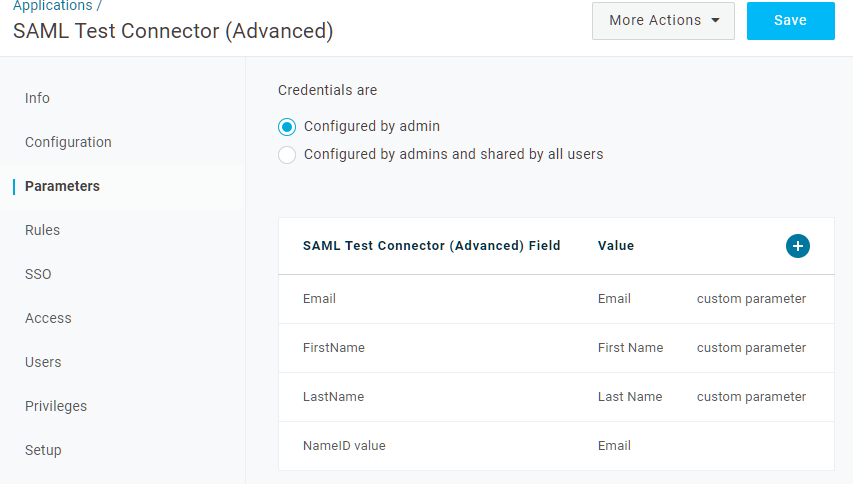 Applications /
SAML Test Connector (Advanced)
More Actions
Save
Info
Configuration
Parameters
Rules
SSO
Access
Users
Privileges
Setup
Credentials are
Configured by admin
Configured by admins and shared by all users
SAML Test Connector (Advanced) Field Value
Email Email custom parameter
FirstName First Name custom parameter
LastName Last Name custom parameter
NameID value Email